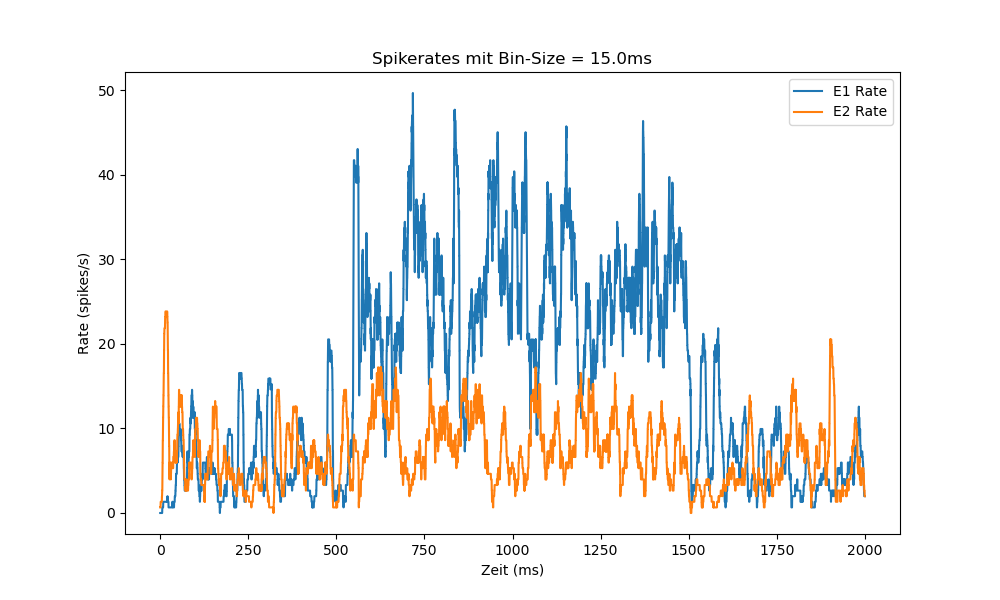 Spikerates mit Bin-Size = 15.0ms
E1 Rate
E2 Rate
Rate (spikes/s)
50
40
30
20
10
0
0 250 500 750 1000 1250 1500 1750 2000
Zeit (ms)